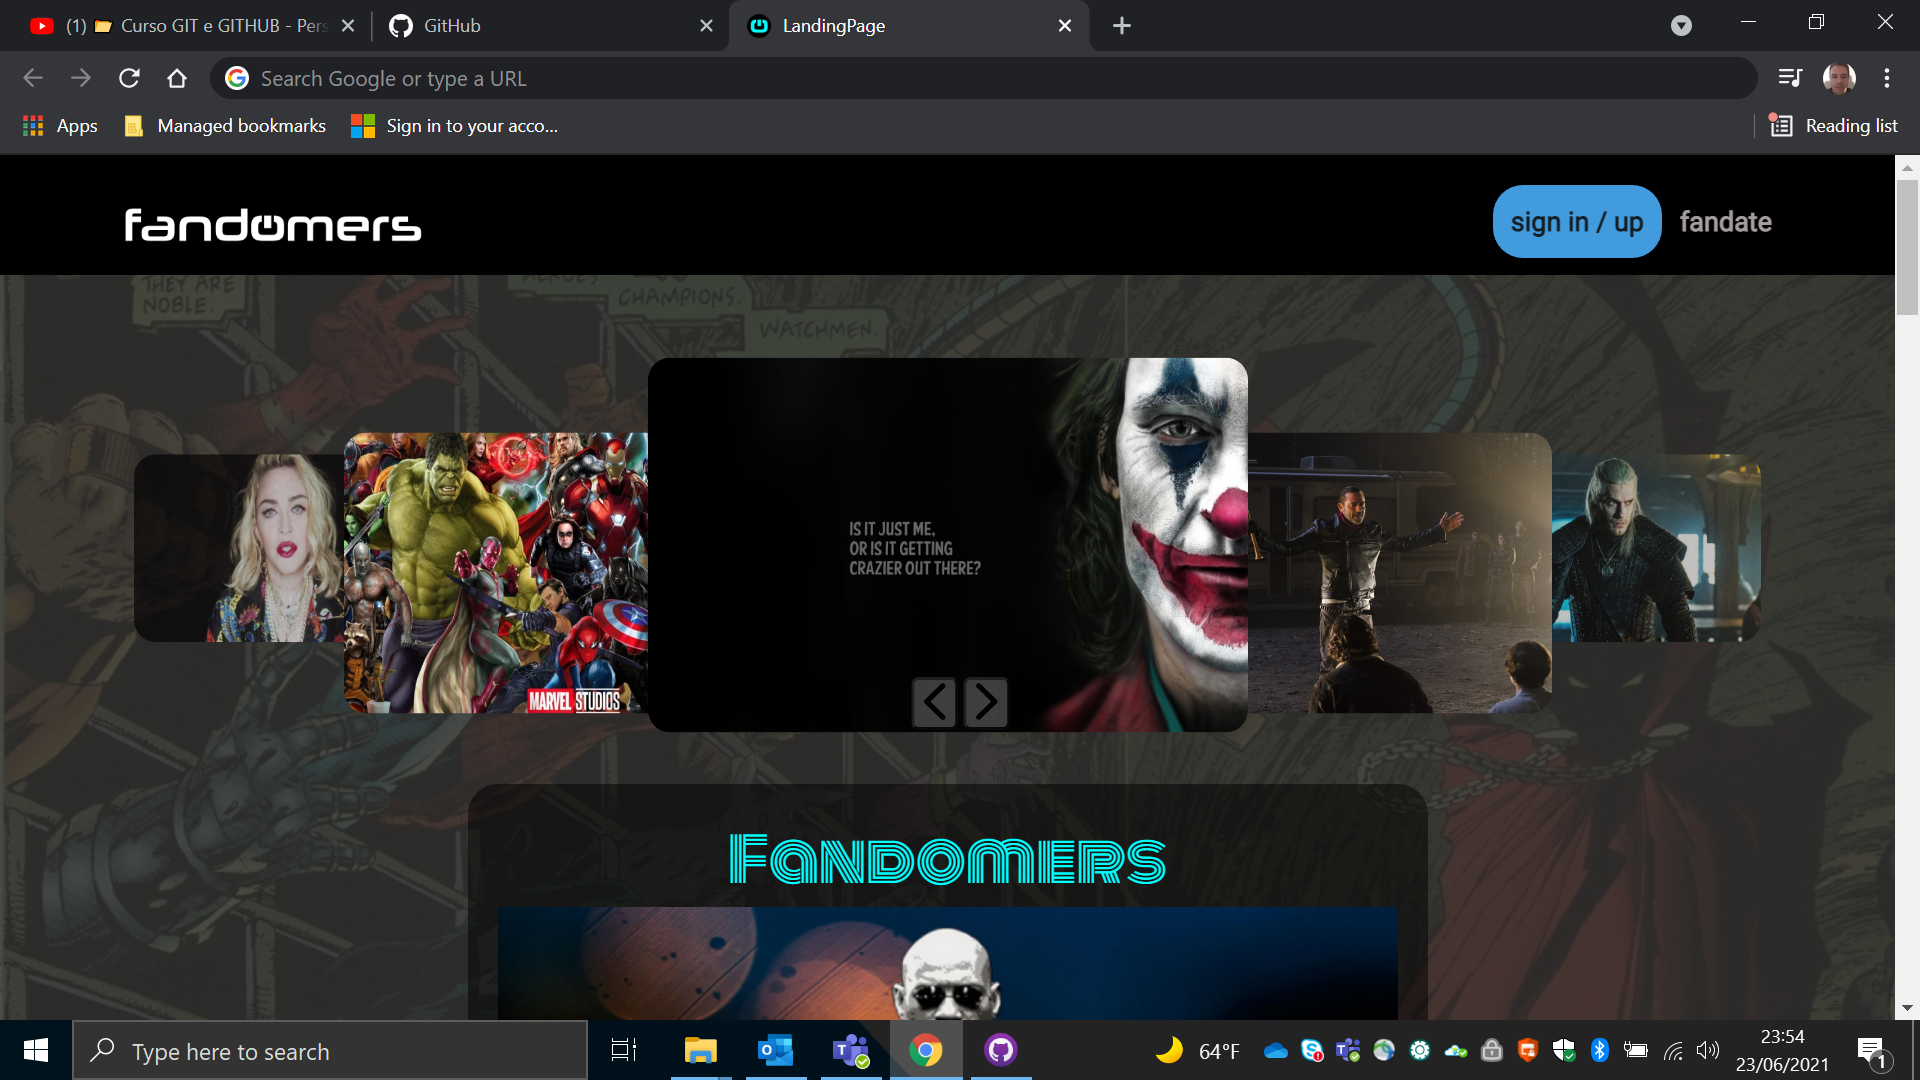 (1) 📂 Curso GIT e GITHUB - Pers
GitHub
LandingPage
Search Google or type a URL
Apps
Managed bookmarks
Sign in to your acco...
Reading list
fandomers
sign in / up
fandate
THEY ARE
NOBLE.
HEROES
CHAMPIONS.
WATCHMEN.
IS IT JUST ME,
OR IS IT GETTING
CRAZIER OUT THERE?
MARVEL STUDIOS
FANDOMERS
Type here to search
64°F
23:54
23/06/2021
1